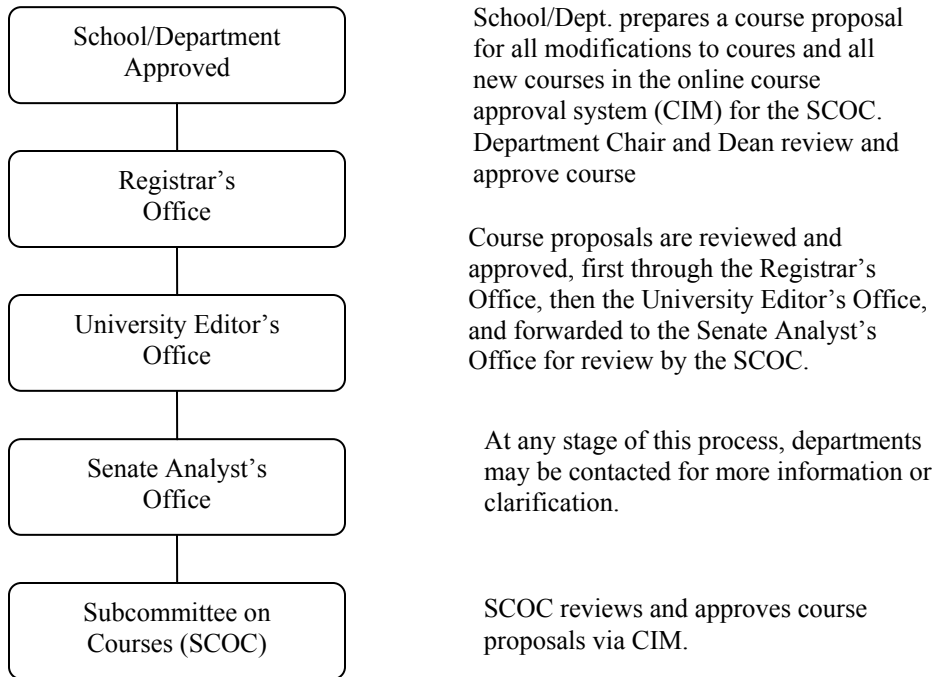 School/Department
Approved
School/Dept. prepares a course proposal
for all modifications to coures and all
new courses in the online course
approval system (CIM) for the SCOC.
Department Chair and Dean review and
approve course
Registrar’s
Office
Course proposals are reviewed and
approved, first through the Registrar’s
Office, then the University Editor’s Office,
and forwarded to the Senate Analyst’s
Office for review by the SCOC.
University Editor’s
Office
At any stage of this process, departments
may be contacted for more information or
clarification.
Senate Analyst’s
Office
Subcommittee on
Courses (SCOC)
SCOC reviews and approves course
proposals via CIM.